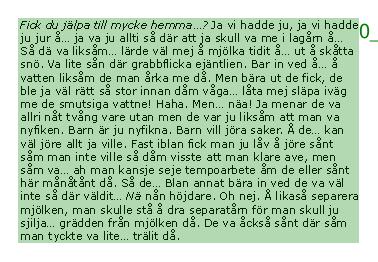 Fick du jälpa till mycke hemma...? Ja vi hadde ju, ja vi hadde
ju jur å... ja va ju allti så där att ja skull va me i lagårn å...
Så dä va liksåm... lärde väl mej å mjölka tidit å... ut å skåtta
snö. Va lite sån där grabbflicka ejäntlien. Bar in ved å... å
vatten liksåm de man årka me då. Men bära ut de fick, de
ble ja väl rätt så stor innan dåm våga... låta mej släpa iväg
me de smutsiga vattne! Haha. Men... näa! Ja menar de va
allri nåt tvång vare utan men de var ju liksåm att man va
nyfiken. Barn är ju nyfikna. Barn vill jöra saker. Å de... kan
väl jöre allt ja ville. Fast iblan fick man ju låv å jöre sånt
såm man inte ville så dåm visste att man klare ave, men
såm va... ah man kansje seje tempoarbete åm de eller sånt
här månåtånt då. Så de... Blan annat bära in ved de va väl
inte så där väldit... Nä nån höjdare. Oh nej. Å likaså separera
mjölken, man skulle stå å dra separatårn för man skull ju
sjilja... grädden från mjölken då. De va åckså sånt där såm
man tyckte va lite... trälit då.
0_